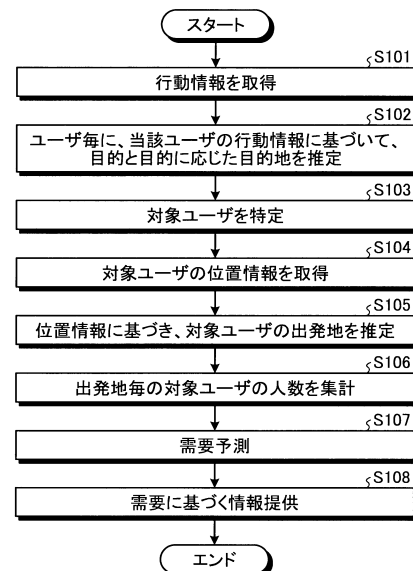 スタート
S101
行動情報を取得
S102
ユーザ毎に、当該ユーザの行動情報に基づいて、
目的と目的に応じた目的地を推定
S103
対象ユーザを特定
S104
対象ユーザの位置情報を取得
S105
位置情報に基づき、対象ユーザの出発地を推定
S106
出発地毎の対象ユーザの人数を集計
S107
需要予測
S108
需要に基づく情報提供
エンド